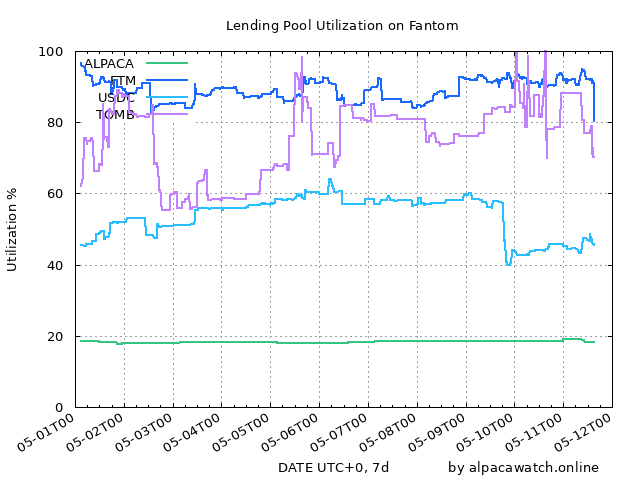 Lending Pool Utilization on Fantom
100
80
60
40
20
0
Utilization %
ALPACA
FTM
USDC
TOMB
05-01T00
05-02T00
05-03T00
05-04T00
05-05T00
05-06T00
05-07T00
05-08T00
05-09T00
05-10T00
05-11T00
05-12T00
DATE UTC+0, 7d
by alpacawatch.online